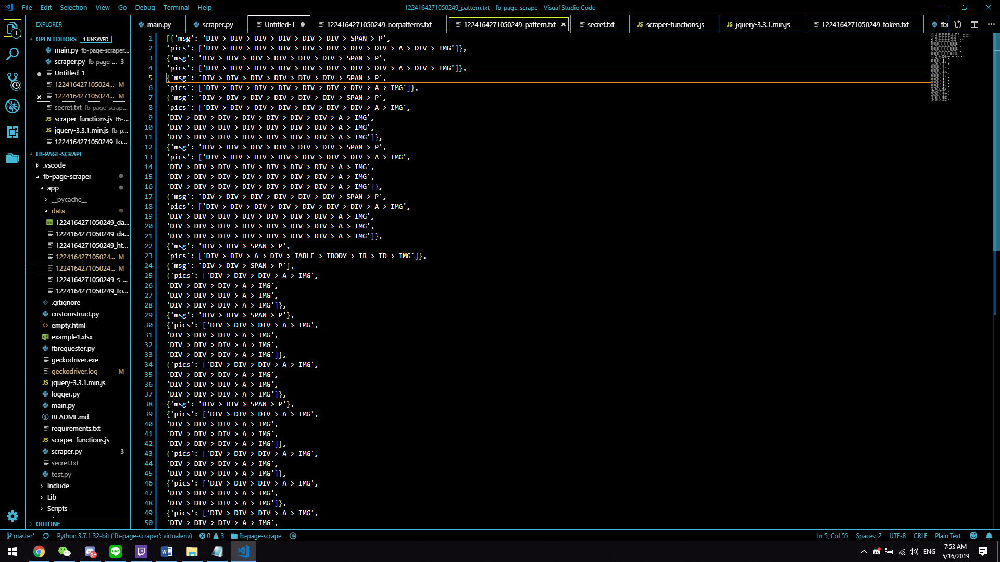 File Edit Selection View Go Debug Terminal Help
1224164271050249_pattern.txt - fb-page-scrape - Visual Studio Code
EXPLORER
OPEN EDITORS 1 UNSAVED
main.py fb-page-scraper...
scraper.py fb-page-... 3
Untitled-1
122416427105024... M
122416427105024... M
secret.txt fb-page-scrap...
JS scraper-functions.js fb-...
JS jquery-3.3.1.min.js fb-p...
1224164271050249_to...
FB-PAGE-SCRAPE
.vscode
fb-page-scraper
app
__pycache__
data
1224164271050249_da...
1224164271050249_da...
1224164271050249_ht...
122416427105024... M
122416427105024... M
1224164271050249_s_...
1224164271050249_to...
.gitignore
customstruct.py
empty.html
example1.xlsx
fbrequester.py
geckodriver.exe
geckodriver.log M
JS jquery-3.3.1.min.js
logger.py
main.py
README.md
requirements.txt
JS scraper-functions.js
scraper.py 3
secret.txt
test.py
Include
Lib
Scripts
OUTLINE
main.py scraper.py Untitled-1 1224164271050249_norpatterns.txt 1224164271050249_pattern.txt secret.txt JS scraper-functions.js JS jquery-3.3.1.min.js 1224164271050249_token.txt
1 [{'msg': 'DIV > DIV > DIV > DIV > DIV > DIV > SPAN > P',
2 'pics': ['DIV > DIV > DIV > DIV > DIV > DIV > DIV > DIV > A > DIV > IMG']},
3 {'msg': 'DIV > DIV > DIV > DIV > DIV > DIV > SPAN > P',
4 'pics': ['DIV > DIV > DIV > DIV > DIV > DIV > DIV > DIV > A > DIV > IMG']},
5 {'msg': 'DIV > DIV > DIV > DIV > DIV > DIV > SPAN > P',
6 'pics': ['DIV > DIV > DIV > DIV > DIV > DIV > DIV > A > IMG']},
7 {'msg': 'DIV > DIV > DIV > DIV > DIV > DIV > SPAN > P',
8 'pics': ['DIV > DIV > DIV > DIV > DIV > DIV > DIV > A > IMG',
9 'DIV > DIV > DIV > DIV > DIV > DIV > DIV > A > IMG',
10 'DIV > DIV > DIV > DIV > DIV > DIV > DIV > A > IMG',
11 'DIV > DIV > DIV > DIV > DIV > DIV > DIV > A > IMG']},
12 {'msg': 'DIV > DIV > DIV > DIV > DIV > DIV > SPAN > P',
13 'pics': ['DIV > DIV > DIV > DIV > DIV > DIV > DIV > A > IMG',
14 'DIV > DIV > DIV > DIV > DIV > DIV > DIV > A > IMG',
15 'DIV > DIV > DIV > DIV > DIV > DIV > DIV > A > IMG',
16 'DIV > DIV > DIV > DIV > DIV > DIV > DIV > A > IMG']},
17 {'msg': 'DIV > DIV > DIV > DIV > DIV > DIV > SPAN > P',
18 'pics': ['DIV > DIV > DIV > DIV > DIV > DIV > DIV > A > IMG',
19 'DIV > DIV > DIV > DIV > DIV > DIV > DIV > A > IMG',
20 'DIV > DIV > DIV > DIV > DIV > DIV > DIV > A > IMG',
21 'DIV > DIV > DIV > DIV > DIV > DIV > DIV > A > IMG']},
22 {'msg': 'DIV > DIV > SPAN > P',
23 'pics': ['DIV > DIV > A > DIV > TABLE > TBODY > TR > TD > IMG']},
24 {'msg': 'DIV > DIV > SPAN > P'},
25 {'pics': ['DIV > DIV > DIV > A > IMG',
26 'DIV > DIV > DIV > A > IMG',
27 'DIV > DIV > DIV > A > IMG',
28 'DIV > DIV > DIV > A > IMG']},
29 {'msg': 'DIV > DIV > SPAN > P'},
30 {'pics': ['DIV > DIV > DIV > A > IMG',
31 'DIV > DIV > DIV > A > IMG',
32 'DIV > DIV > DIV > A > IMG',
33 'DIV > DIV > DIV > A > IMG']},
34 {'pics': ['DIV > DIV > DIV > A > IMG',
35 'DIV > DIV > DIV > A > IMG',
36 'DIV > DIV > DIV > A > IMG',
37 'DIV > DIV > DIV > A > IMG']},
38 {'msg': 'DIV > DIV > SPAN > P'},
39 {'pics': ['DIV > DIV > DIV > A > IMG',
40 'DIV > DIV > DIV > A > IMG',
41 'DIV > DIV > DIV > A > IMG',
42 'DIV > DIV > DIV > A > IMG']},
43 {'pics': ['DIV > DIV > DIV > A > IMG',
44 'DIV > DIV > DIV > A > IMG',
45 'DIV > DIV > DIV > A > IMG']},
46 {'pics': ['DIV > DIV > DIV > A > IMG',
47 'DIV > DIV > DIV > A > IMG',
48 'DIV > DIV > DIV > A > IMG']},
49 {'pics': ['DIV > DIV > DIV > A > IMG',
50 'DIV > DIV > DIV > A > IMG',
master* Python 3.7.1 32-bit ('fb-page-scraper': virtualenv) 0 3 fb-page-scrape
Ln 5, Col 55 Spaces: 2 UTF-8 CRLF Plain Text
ENG 7:53 AM
5/16/2019